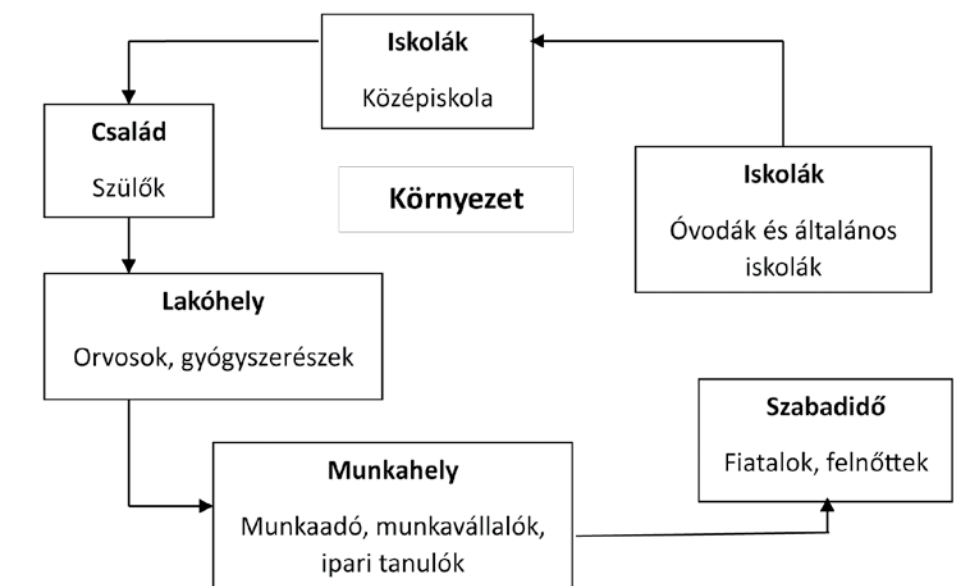 Iskolák
Középiskola
Család
Szülők
Iskolák
Óvodák és általános
iskolák
Környezet
Lakóhely
Orvosok, gyógyszerészek
Szabadidő
Fiatalok, felnőttek
Munkahely
Munkaadó, munkavállalók,
ipari tanulók